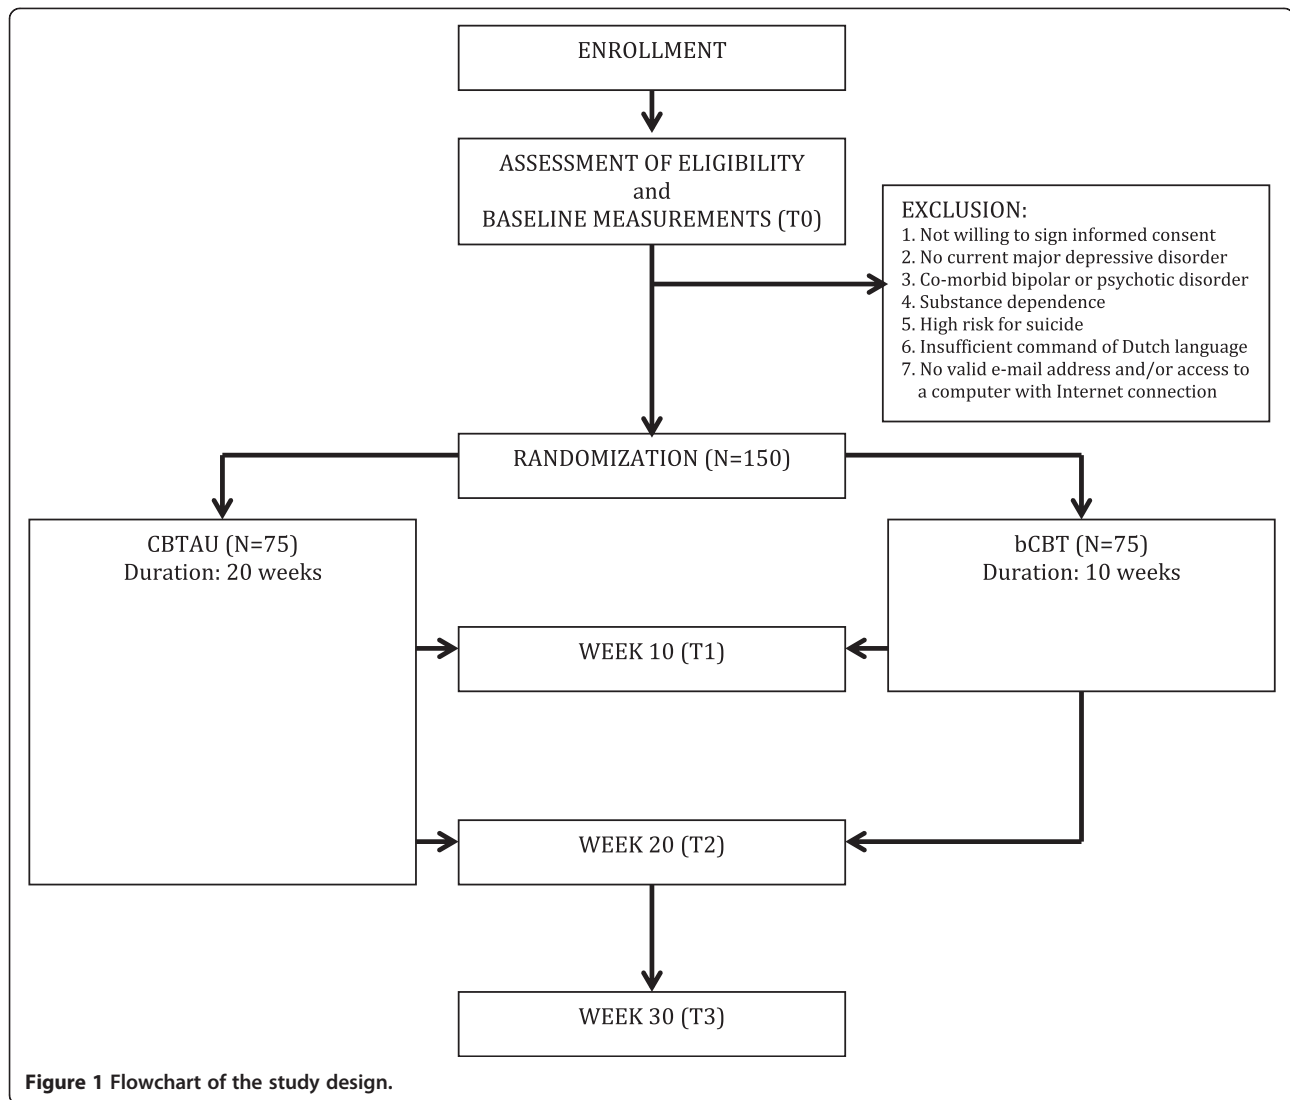 ENROLLMENT
ASSESSMENT OF ELIGIBILITY
and
BASELINE MEASUREMENTS (T0)
EXCLUSION:
1. Not willing to sign informed consent
2. No current major depressive disorder
3. Co-morbid bipolar or psychotic disorder
4. Substance dependence
5. High risk for suicide
6. Insufficient command of Dutch language
7. No valid e-mail address and/or access to
a computer with Internet connection
RANDOMIZATION (N=150)
CBTAU (N=75)
Duration: 20 weeks
bCBT (N=75)
Duration: 10 weeks
WEEK 10 (T1)
WEEK 20 (T2)
WEEK 30 (T3)
Figure 1 Flowchart of the study design.